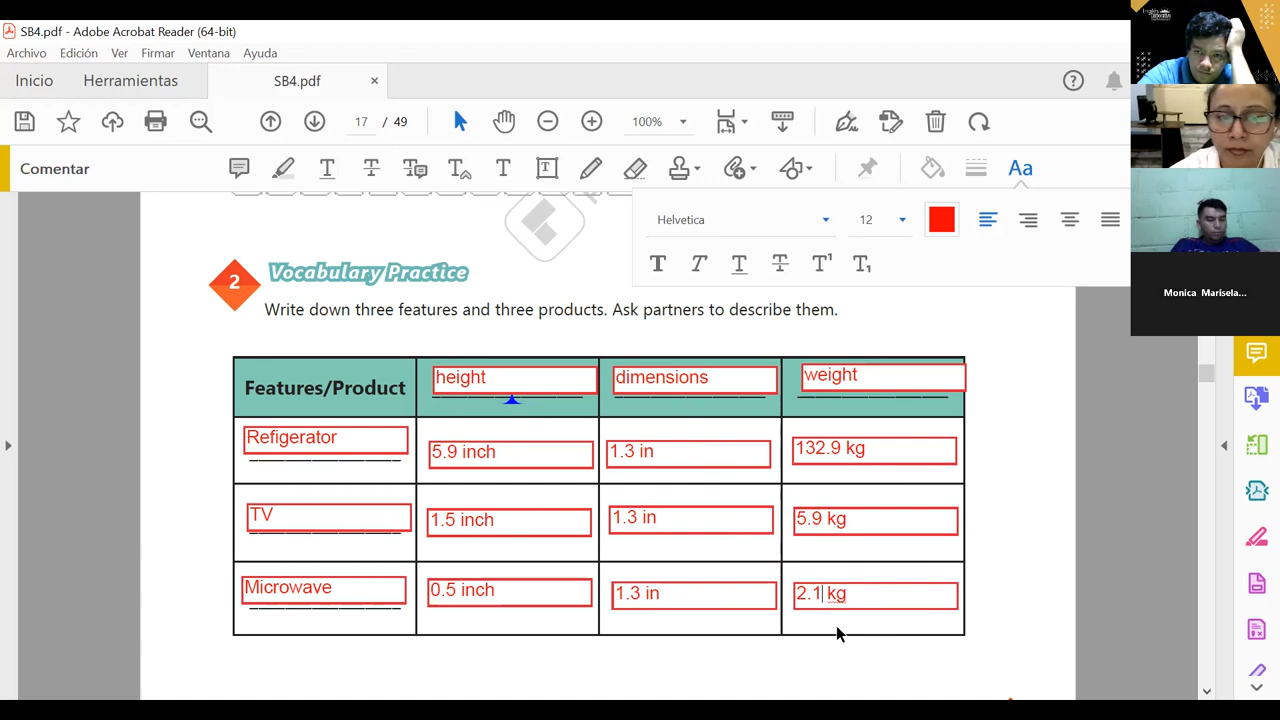 SB4.pdf - Adobe Acrobat Reader (64-bit)
Archivo Edición Ver Firmar Ventana Ayuda
Inicio Herramientas SB4.pdf ×
17 / 49 100%
Comentar
Helvetica 12
2 Vocabulary Practice
Write down three features and three products. Ask partners to describe them.
Features/Product height dimensions weight
Refigerator 5.9 inch 1.3 in 132.9 kg
TV 1.5 inch 1.3 in 5.9 kg
Microwave 0.5 inch 1.3 in 2.1 kg
Monica Marisela...